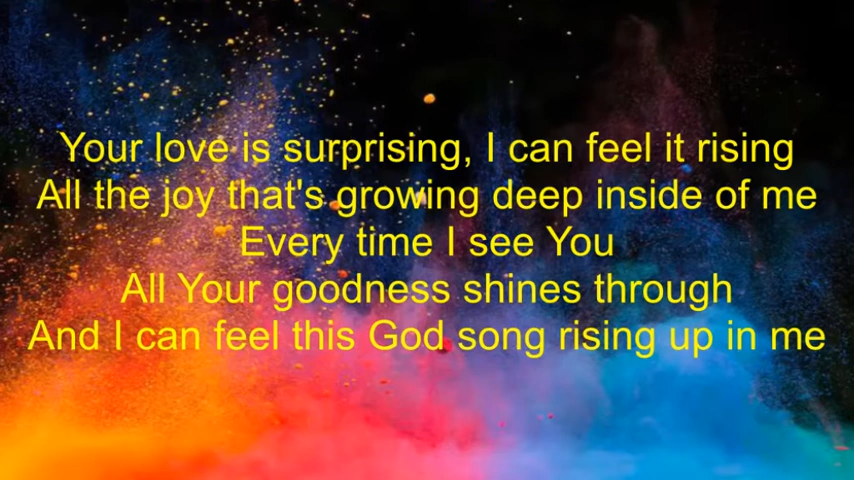 Your love is surprising, I can feel it rising
All the joy that's growing deep inside of me
Every time I see You
All Your goodness shines through
And I can feel this God song rising up in me